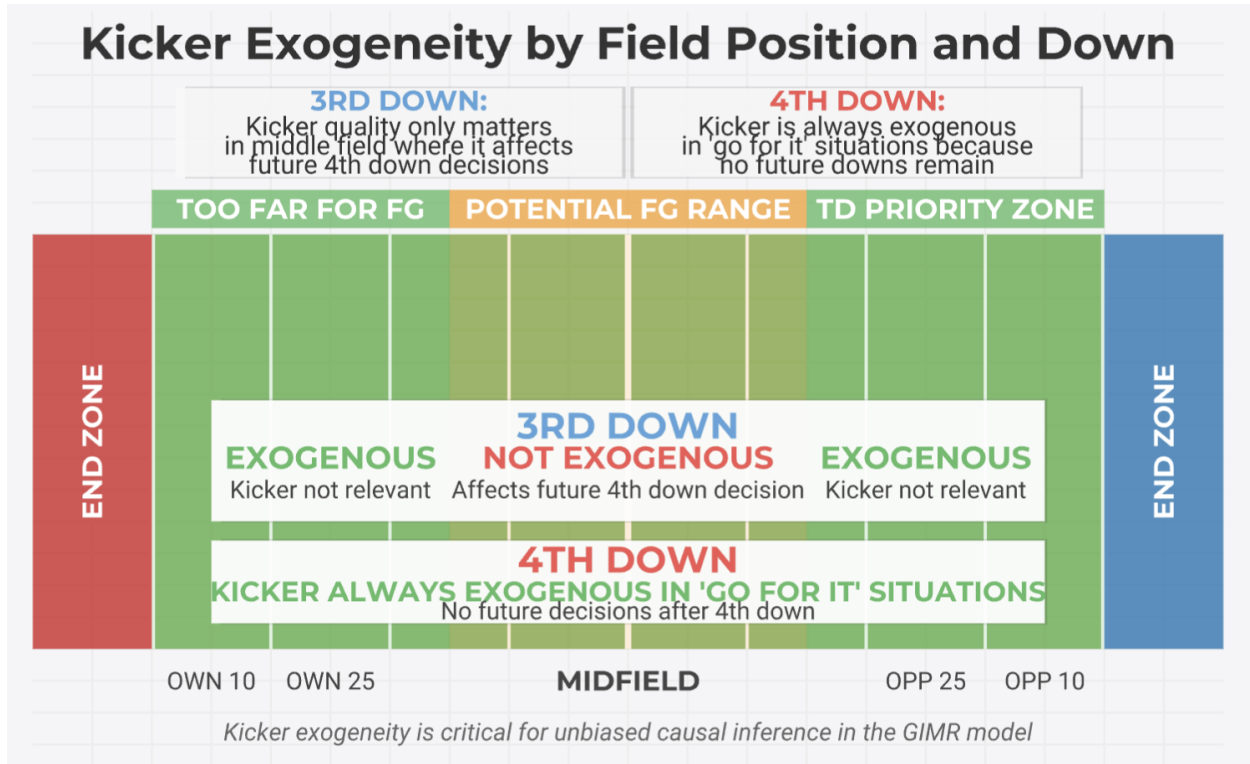 Kicker Exogeneity by Field Position and Down
3RD DOWN:
Kicker quality only matters
in middle field where it affects
future 4th down decisions
4TH DOWN:
Kicker is always exogenous
in 'go for it' situations because
no future downs remain
TOO FAR FOR FG
POTENTIAL FG RANGE
TD PRIORITY ZONE
END ZONE
3RD DOWN
EXOGENOUS
NOT EXOGENOUS
EXOGENOUS
Kicker not relevant
Affects future 4th down decision
Kicker not relevant
4TH DOWN
KICKER ALWAYS EXOGENOUS IN 'GO FOR IT' SITUATIONS
No future decisions after 4th down
END ZONE
OWN 10
OWN 25
MIDFIELD
OPP 25
OPP 10
Kicker exogeneity is critical for unbiased causal inference in the GIMR model